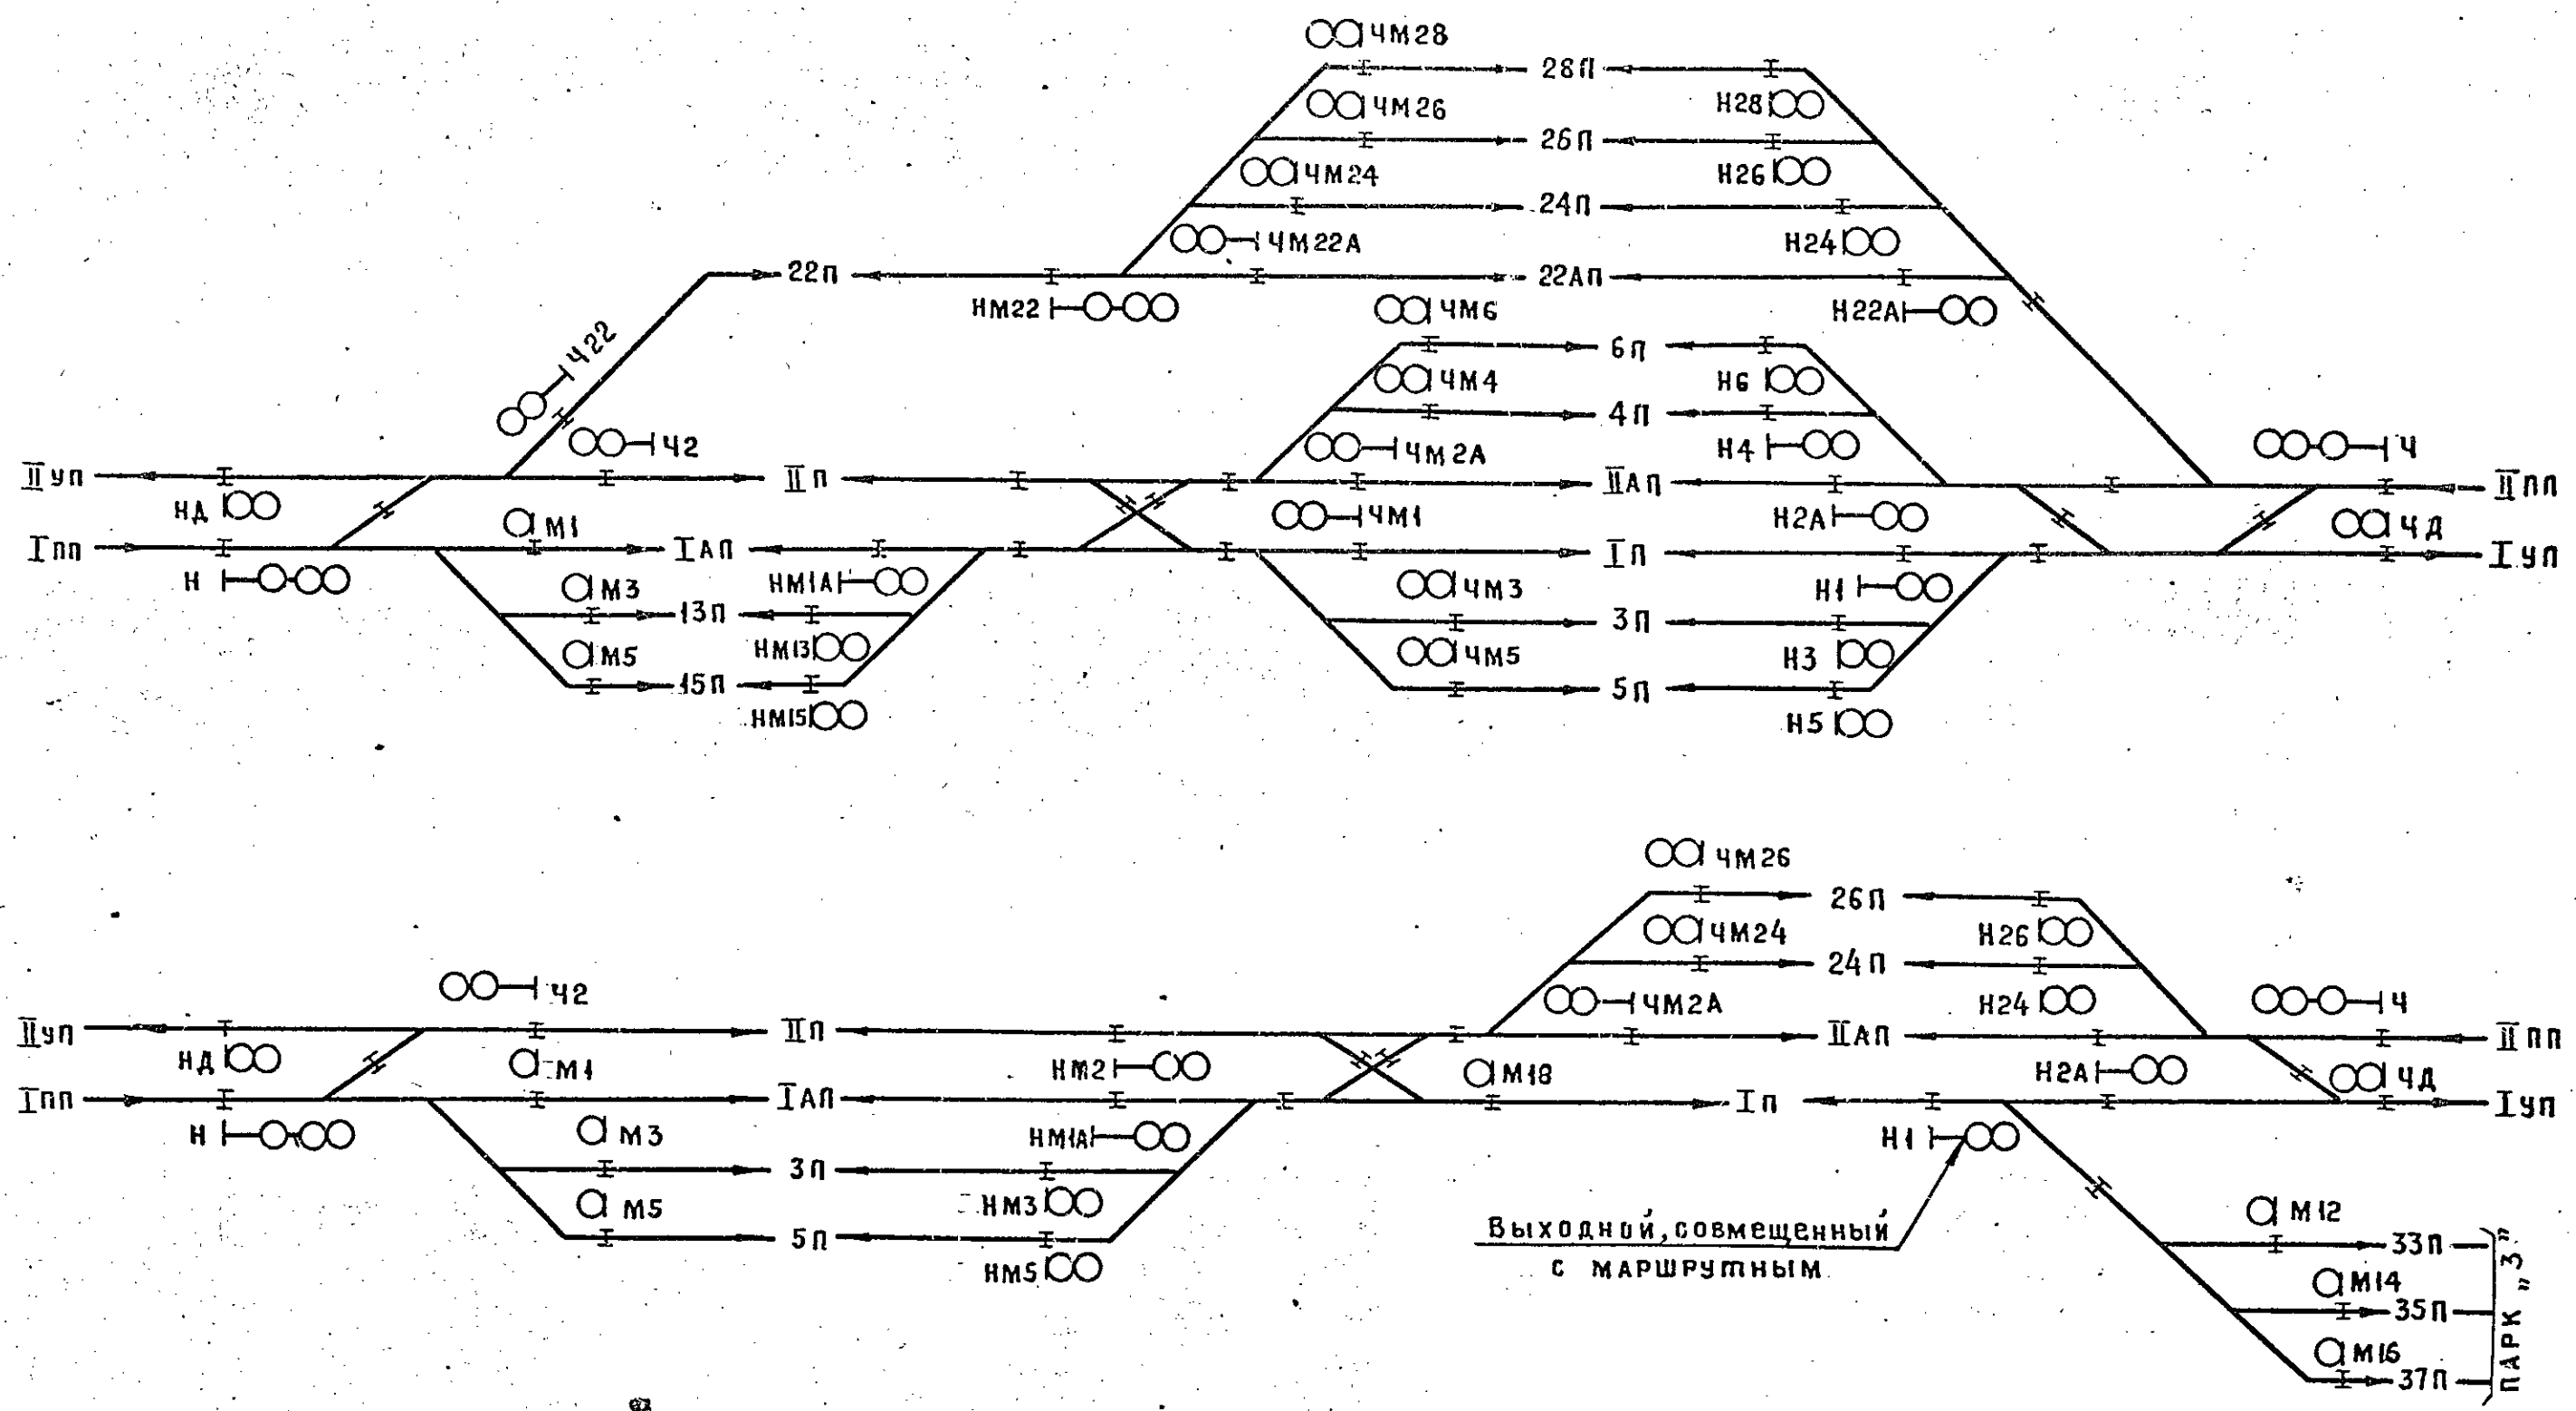 ЧМ28
28П
ЧМ26
Н28
26П
ЧМ24
Н26
24П
ЧМ22А
Н24
22П
22АП
НМ22
ЧМ6
Н22А
Ч22
6П
ЧМ4
Н6
4П
Ч2
ЧМ2А
Н4
Ч
IIУП
IIП
IIАП
IIПП
НД
М1
ЧМ1
Н2А
ЧД
IПП
IАП
IП
IУП
Н
М3
НМ1А
ЧМ3
Н1
13П
3П
М5
НМ13
ЧМ5
Н3
15П
5П
НМ15
Н5
ЧМ26
26П
ЧМ24
Н26
24П
Ч2
ЧМ2А
Н24
Ч
IIУП
IIП
IIАП
IIПП
НД
М1
НМ2
М18
Н2А
ЧД
IПП
IАП
IП
IУП
Н
М3
НМ1А
Н1
3П
М5
НМ3
5П
НМ5
Выходной, совмещенный
с маршрутным
М12
33П
М14
35П
М16
37П
ПАРК „3"